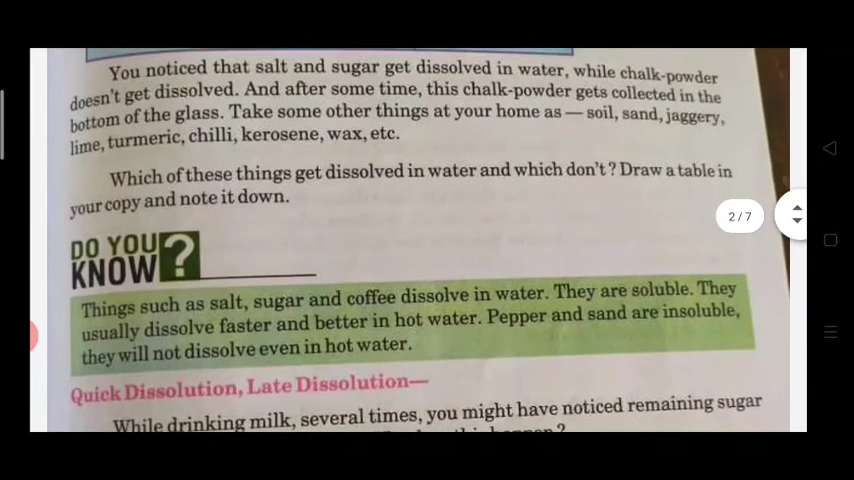 You noticed that salt and sugar get dissolved in water, while chalk-powder
doesn't get dissolved. And after some time, this chalk-powder gets collected in the
bottom of the glass. Take some other things at your home as — soil, sand, jaggery,
lime, turmeric, chilli, kerosene, wax, etc.
Which of these things get dissolved in water and which don't? Draw a table in
your copy and note it down.
2/7
DO YOU
KNOW ?
Things such as salt, sugar and coffee dissolve in water. They are soluble. They
usually dissolve faster and better in hot water. Pepper and sand are insoluble,
they will not dissolve even in hot water.
Quick Dissolution, Late Dissolution—
While drinking milk, several times, you might have noticed remaining sugar